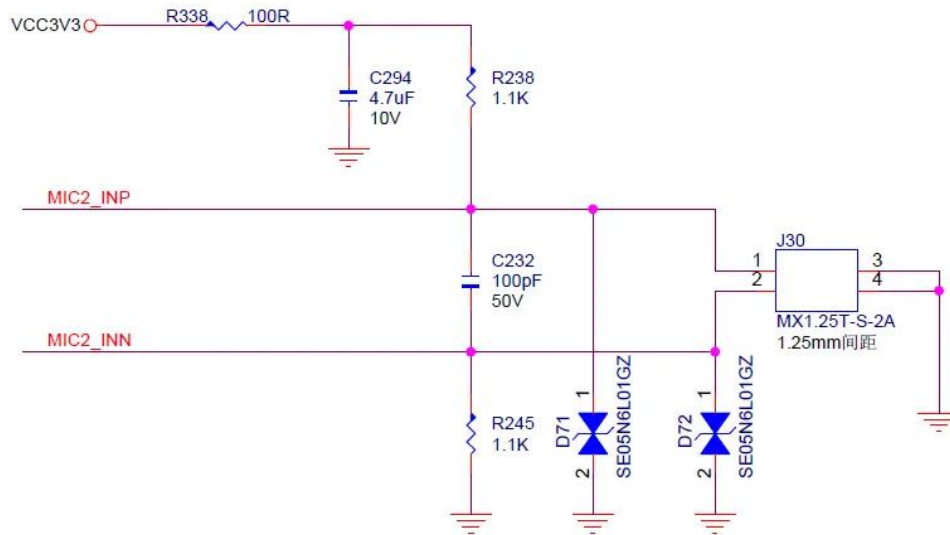 R338 100R
VCC3V3
C294
4.7uF
10V
R238
1.1K
MIC2_INP
J30
1
3
2
4
C232
100pF
50V
MX1.25T-S-2A
1.25mm间距
MIC2_INN
R245
1.1K
1
D71
SE05N6L01GZ
2
1
D72
SE05N6L01GZ
2